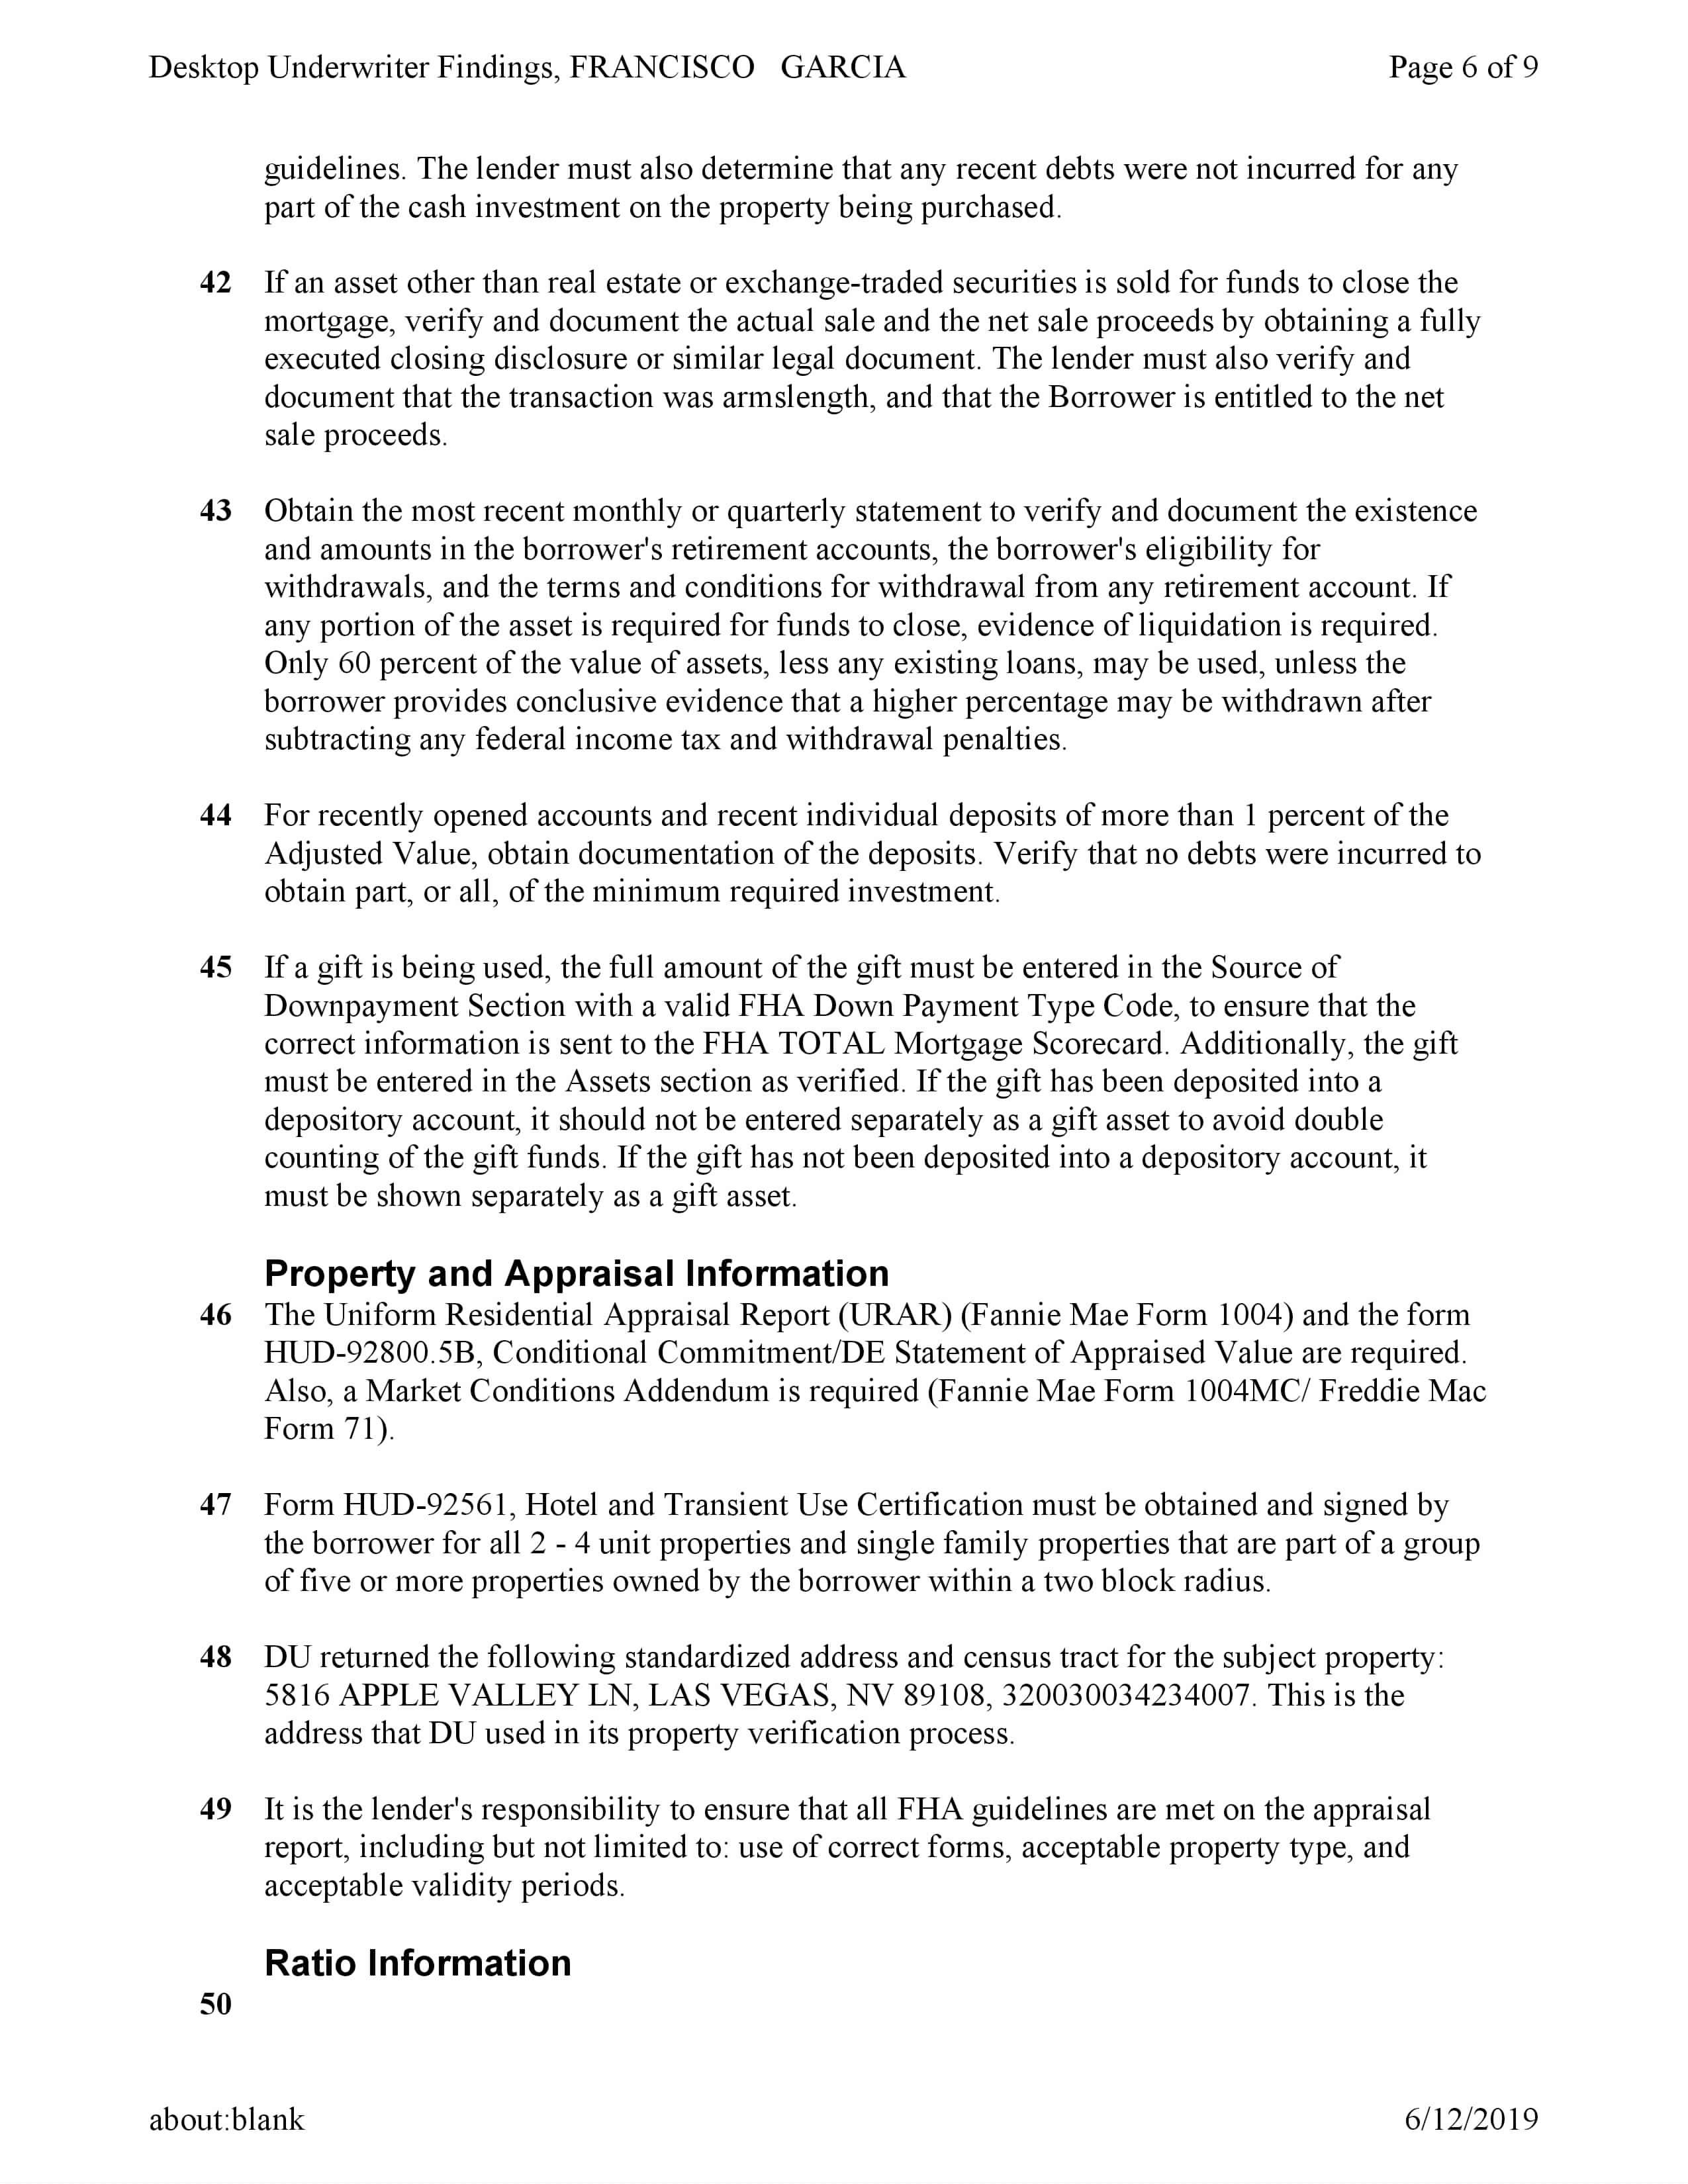 Desktop Underwriter Findings, FRANCISCO   GARCIA Page 6 of 9
guidelines. The lender must also determine that any recent debts were not incurred for any
part of the cash investment on the property being purchased.
42 If an asset other than real estate or exchange-traded securities is sold for funds to close the
mortgage, verify and document the actual sale and the net sale proceeds by obtaining a fully
executed closing disclosure or similar legal document. The lender must also verify and
document that the transaction was armslength, and that the Borrower is entitled to the net
sale proceeds.
43 Obtain the most recent monthly or quarterly statement to verify and document the existence
and amounts in the borrower's retirement accounts, the borrower's eligibility for
withdrawals, and the terms and conditions for withdrawal from any retirement account. If
any portion of the asset is required for funds to close, evidence of liquidation is required.
Only 60 percent of the value of assets, less any existing loans, may be used, unless the
borrower provides conclusive evidence that a higher percentage may be withdrawn after
subtracting any federal income tax and withdrawal penalties.
44 For recently opened accounts and recent individual deposits of more than 1 percent of the
Adjusted Value, obtain documentation of the deposits. Verify that no debts were incurred to
obtain part, or all, of the minimum required investment.
45 If a gift is being used, the full amount of the gift must be entered in the Source of
Downpayment Section with a valid FHA Down Payment Type Code, to ensure that the
correct information is sent to the FHA TOTAL Mortgage Scorecard. Additionally, the gift
must be entered in the Assets section as verified. If the gift has been deposited into a
depository account, it should not be entered separately as a gift asset to avoid double
counting of the gift funds. If the gift has not been deposited into a depository account, it
must be shown separately as a gift asset.
Property and Appraisal Information
46 The Uniform Residential Appraisal Report (URAR) (Fannie Mae Form 1004) and the form
HUD-92800.5B, Conditional Commitment/DE Statement of Appraised Value are required.
Also, a Market Conditions Addendum is required (Fannie Mae Form 1004MC/ Freddie Mac
Form 71).
47 Form HUD-92561, Hotel and Transient Use Certification must be obtained and signed by
the borrower for all 2 - 4 unit properties and single family properties that are part of a group
of five or more properties owned by the borrower within a two block radius.
48 DU returned the following standardized address and census tract for the subject property:
5816 APPLE VALLEY LN, LAS VEGAS, NV 89108, 320030034234007. This is the
address that DU used in its property verification process.
49 It is the lender's responsibility to ensure that all FHA guidelines are met on the appraisal
report, including but not limited to: use of correct forms, acceptable property type, and
acceptable validity periods.
Ratio Information
50
about:blank 6/12/2019